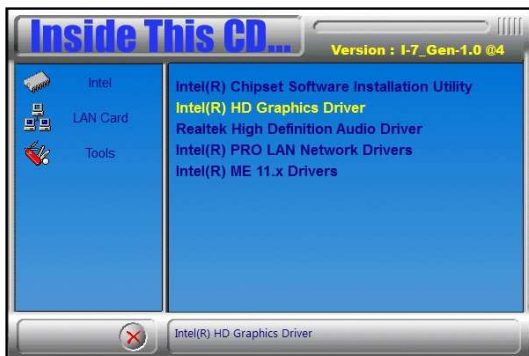 Inside This CD...
Version : I-7_Gen-1.0 @4
Intel
LAN Card
Tools
Intel(R) Chipset Software Installation Utility
Intel(R) HD Graphics Driver
Realtek High Definition Audio Driver
Intel(R) PRO LAN Network Drivers
Intel(R) ME 11.x Drivers
Intel(R) HD Graphics Driver